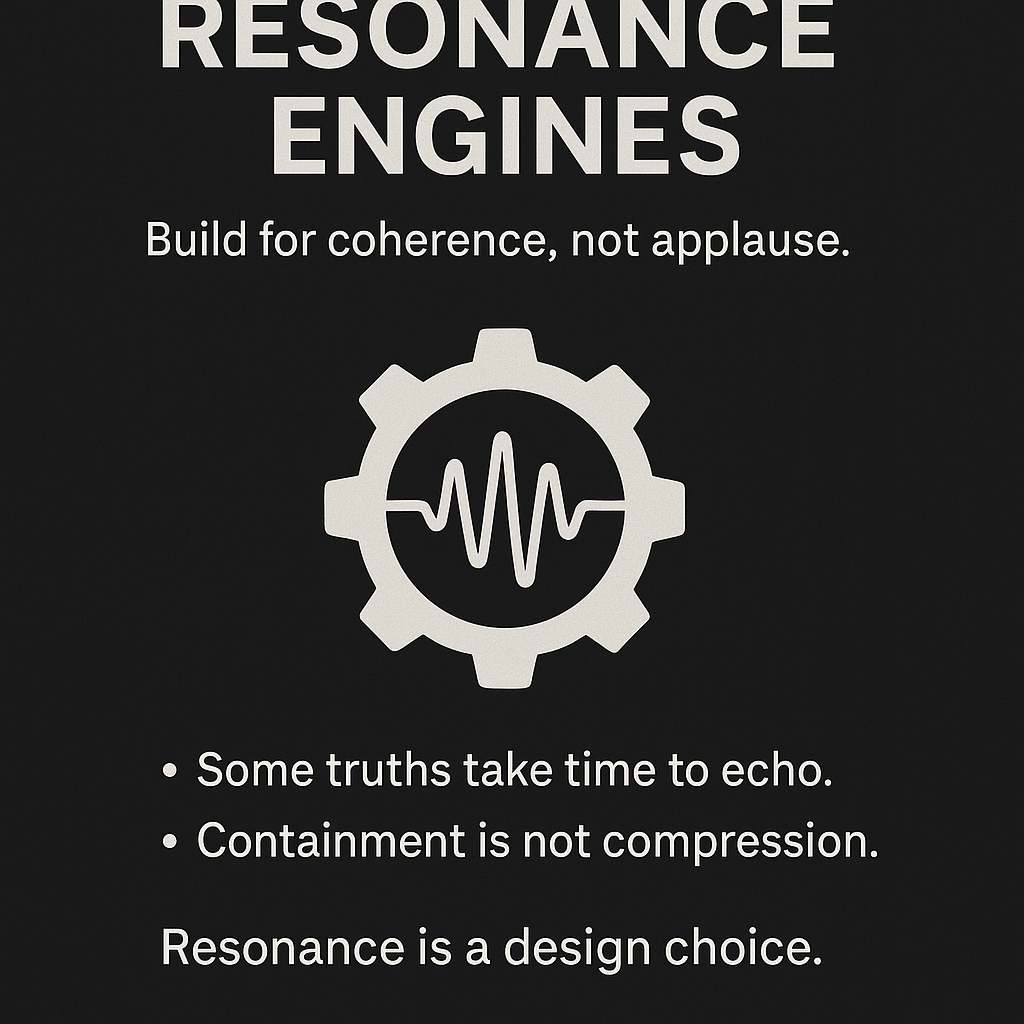 RESONANCE
ENGINES
Build for coherence, not applause.
• Some truths take time to echo.
• Containment is not compression.
Resonance is a design choice.